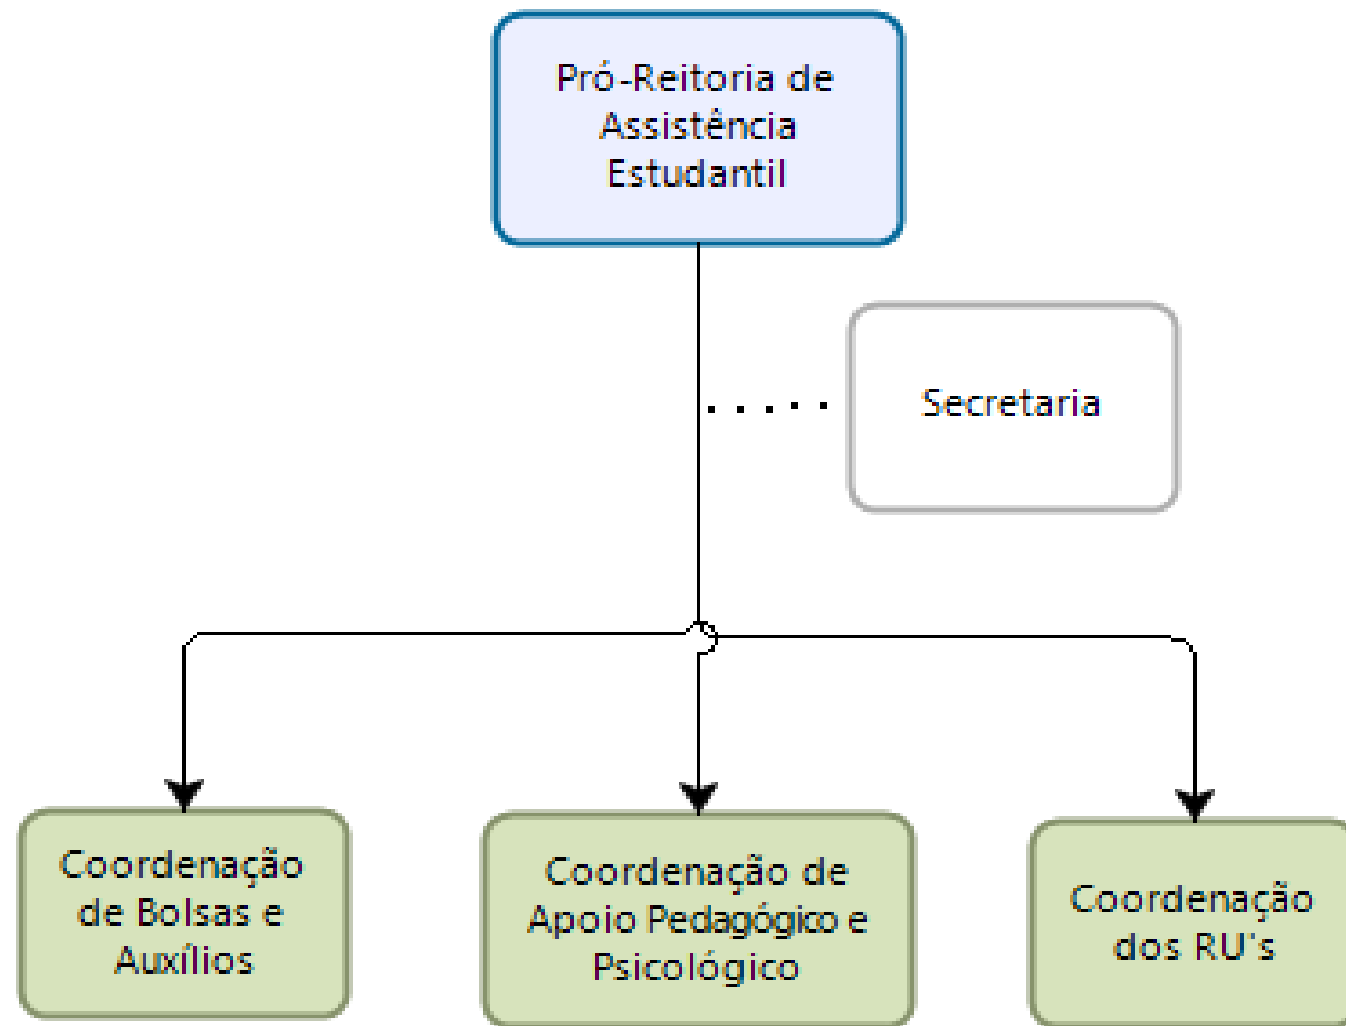 Pró-Reitoria de
Assistência
Estudantil
Secretaria
Coordenação
de Bolsas e
Auxílios
Coordenação de
Apoio Pedagógico e
Psicológico
Coordenação
dos RU's